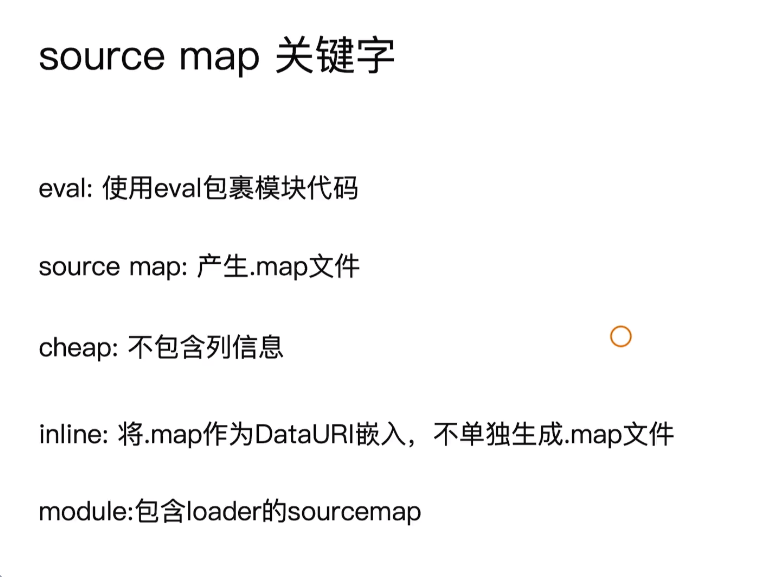 source map 关键字
eval: 使用eval包裹模块代码
source map: 产生.map文件
cheap: 不包含列信息
inline: 将.map作为DataURI嵌入，不单独生成.map文件
module:包含loader的sourcemap